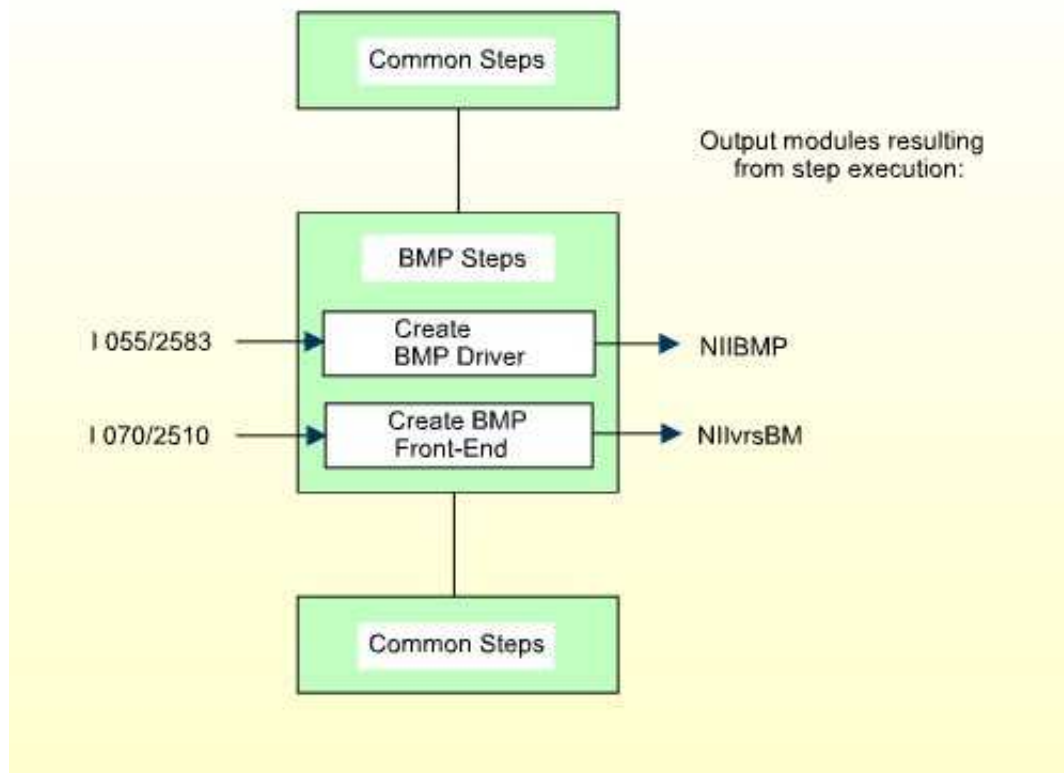 Common Steps
Output modules resulting
from step execution:
BMP Steps
I 055/2583
Create
BMP Driver
NIIBMP
I 070/2510
Create BMP
Front-End
NIIvrsBM
Common Steps